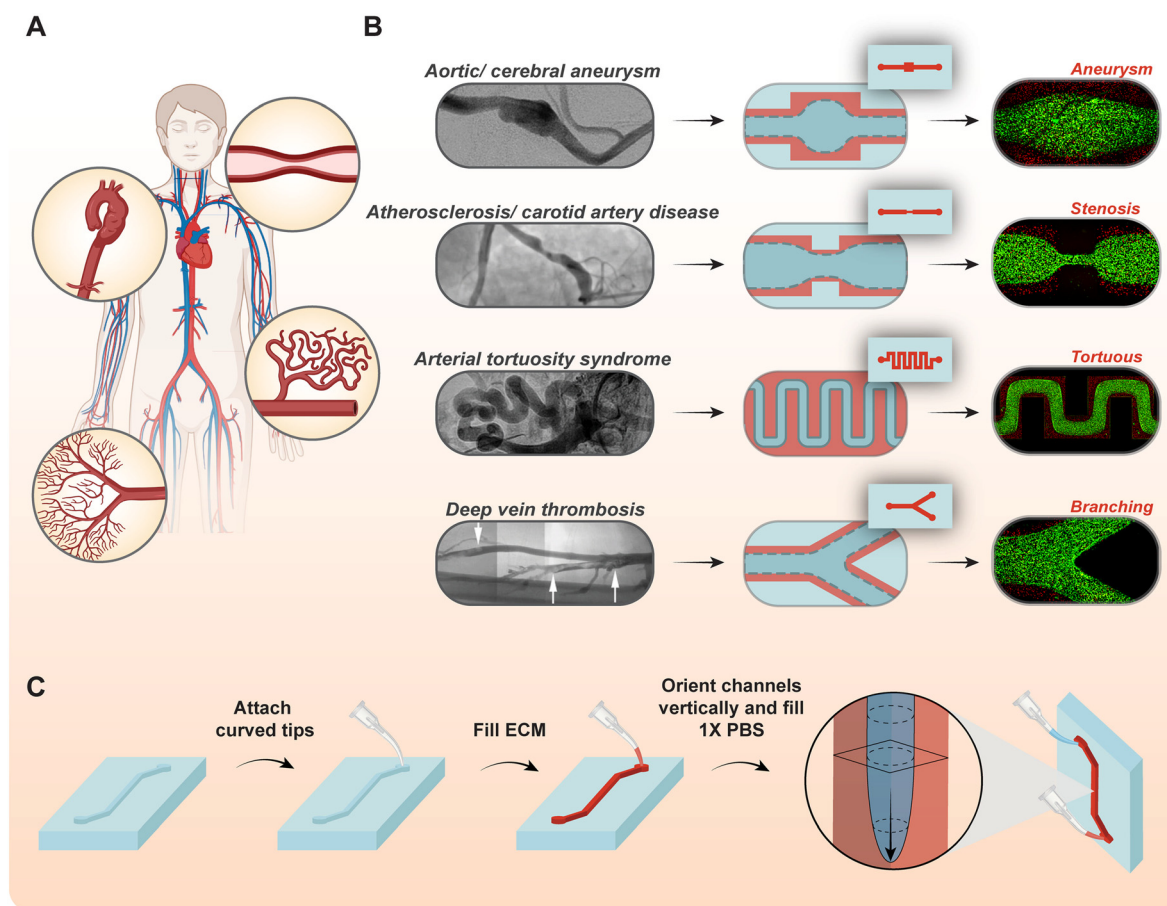 A
B
Aortic/ cerebral aneurysm
Aneurysm
Atherosclerosis/ carotid artery disease
Stenosis
Arterial tortuosity syndrome
Tortuous
Deep vein thrombosis
Branching
C
Attach
curved tips
Fill ECM
Orient channels
vertically and fill
1X PBS